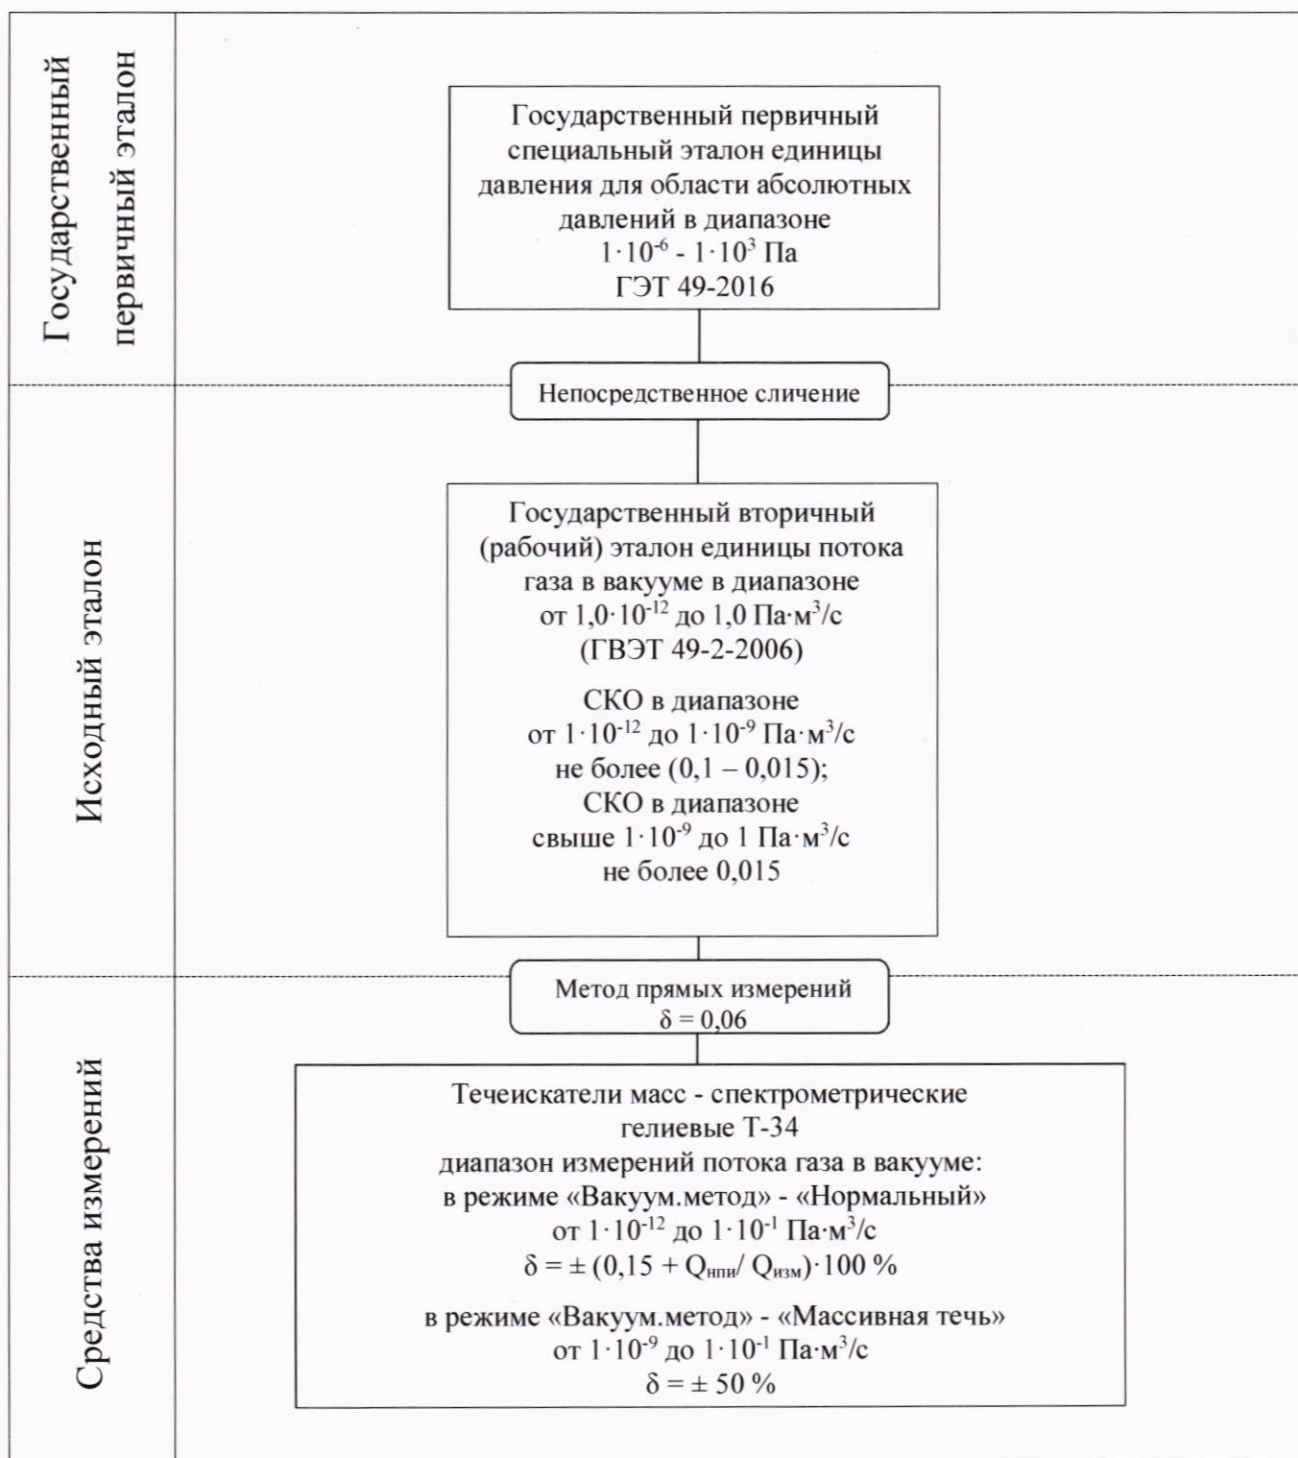 Государственный
первичный эталон
Государственный первичный
специальный эталон единицы
давления для области абсолютных
давлений в диапазоне
1·10⁻⁶ - 1·10³ Па
ГЭТ 49-2016
Непосредственное сличение
Исходный эталон
Государственный вторичный
(рабочий) эталон единицы потока
газа в вакууме в диапазоне
от 1,0·10⁻¹² до 1,0 Па·м³/с
(ГВЭТ 49-2-2006)
СКО в диапазоне
от 1·10⁻¹² до 1·10⁻⁹ Па·м³/с
не более (0,1 – 0,015);
СКО в диапазоне
свыше 1·10⁻⁹ до 1 Па·м³/с
не более 0,015
Метод прямых измерений
δ = 0,06
Средства измерений
Течеискатели масс - спектрометрические
гелиевые Т-34
диапазон измерений потока газа в вакууме:
в режиме «Вакуум.метод» - «Нормальный»
от 1·10⁻¹² до 1·10⁻¹ Па·м³/с
δ = ± (0,15 + Qнпи/ Qизм)·100 %
в режиме «Вакуум.метод» - «Массивная течь»
от 1·10⁻⁹ до 1·10⁻¹ Па·м³/с
δ = ± 50 %